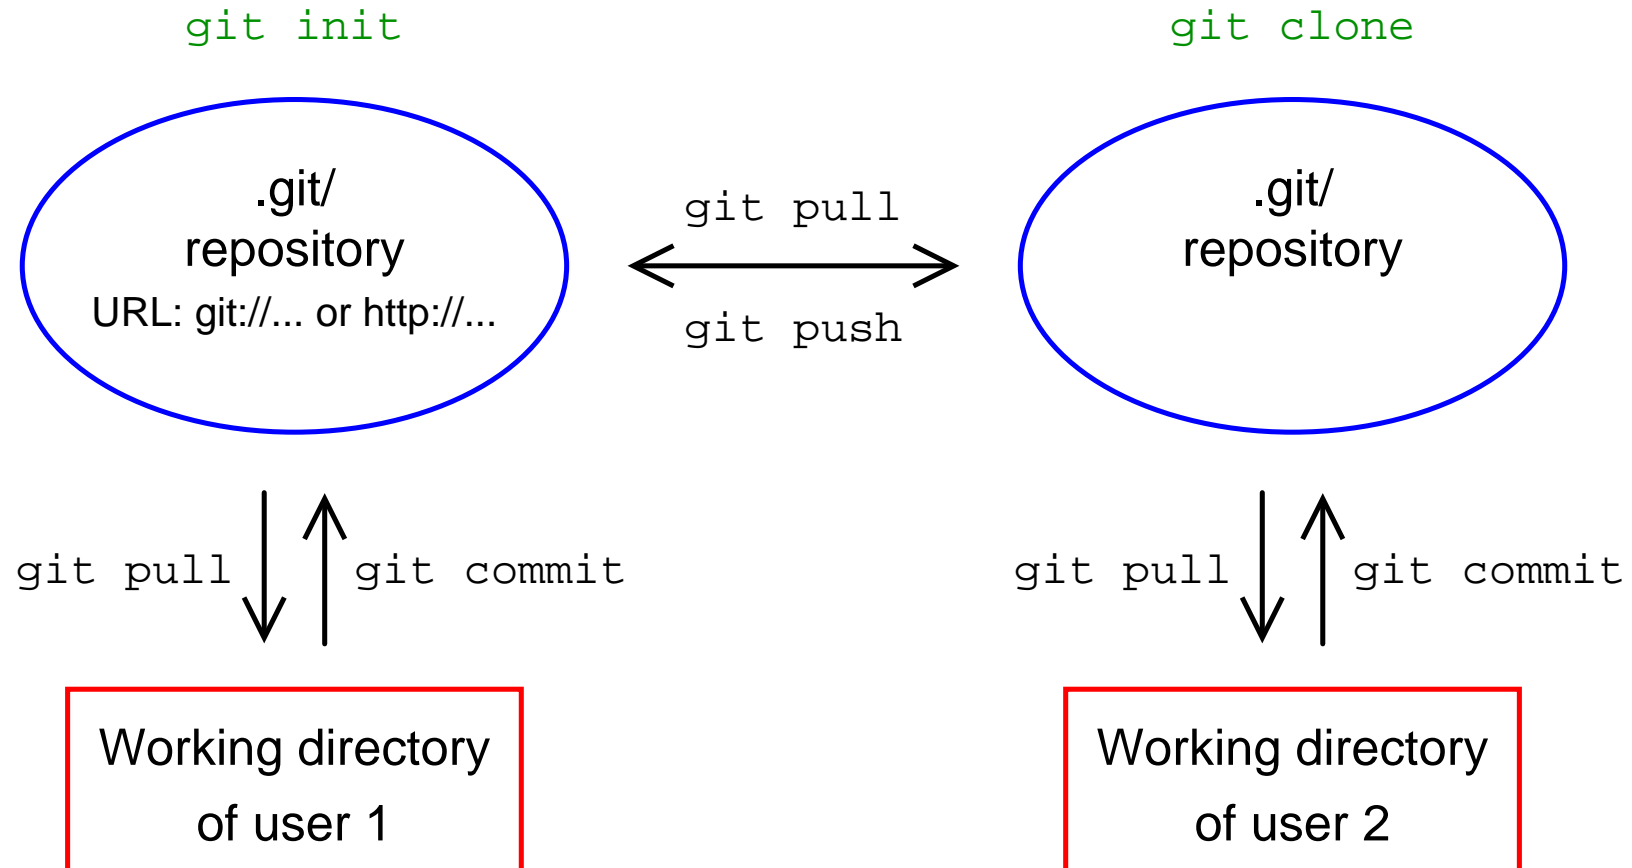 git init
git clone
.git/
repository
URL: git://... or http://...
git pull
git push
.git/
repository
git pull
git commit
git pull
git commit
Working directory
of user 1
Working directory
of user 2